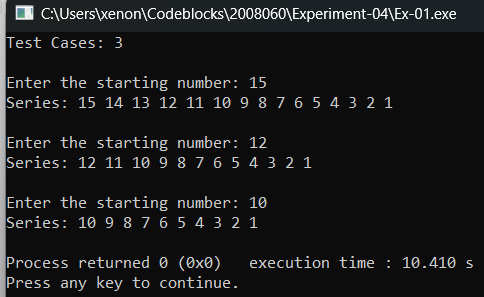 C:\Users\xenon\Codeblocks\2008060\Experiment-04\Ex-01.exe
Test Cases: 3
Enter the starting number: 15
Series: 15 14 13 12 11 10 9 8 7 6 5 4 3 2 1
Enter the starting number: 12
Series: 12 11 10 9 8 7 6 5 4 3 2 1
Enter the starting number: 10
Series: 10 9 8 7 6 5 4 3 2 1
Process returned 0 (0x0)   execution time : 10.410 s
Press any key to continue.